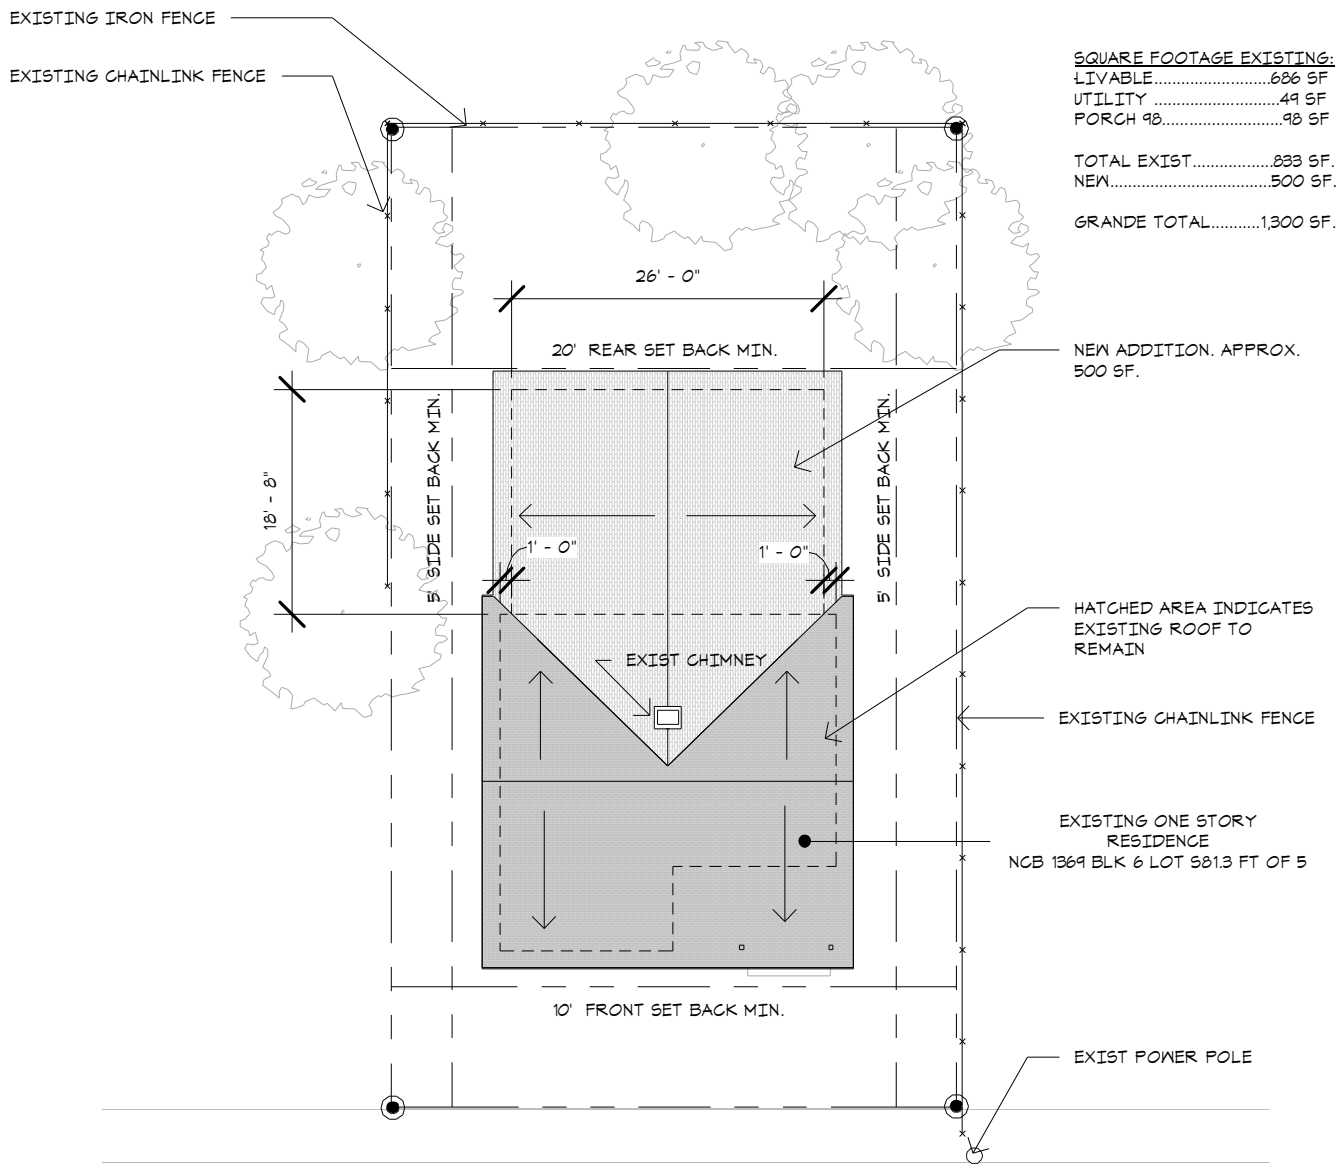 EXISTING IRON FENCE
EXISTING CHAINLINK FENCE
SQUARE FOOTAGE EXISTING:
LIVABLE..........................686 SF
UTILITY ............................49 SF
PORCH 98...........................98 SF
TOTAL EXIST..................833 SF.
NEW....................................500 SF.
GRANDE TOTAL...........1,300 SF.
26' - 0"
20' REAR SET BACK MIN.
NEW ADDITION. APPROX.
500 SF.
5' SIDE SET BACK MIN.
5' SIDE SET BACK MIN.
18' - 8"
1' - 0"
1' - 0"
HATCHED AREA INDICATES
EXISTING ROOF TO
REMAIN
EXIST CHIMNEY
EXISTING CHAINLINK FENCE
EXISTING ONE STORY
RESIDENCE
NCB 1369 BLK 6 LOT S81.3 FT OF 5
10' FRONT SET BACK MIN.
EXIST POWER POLE